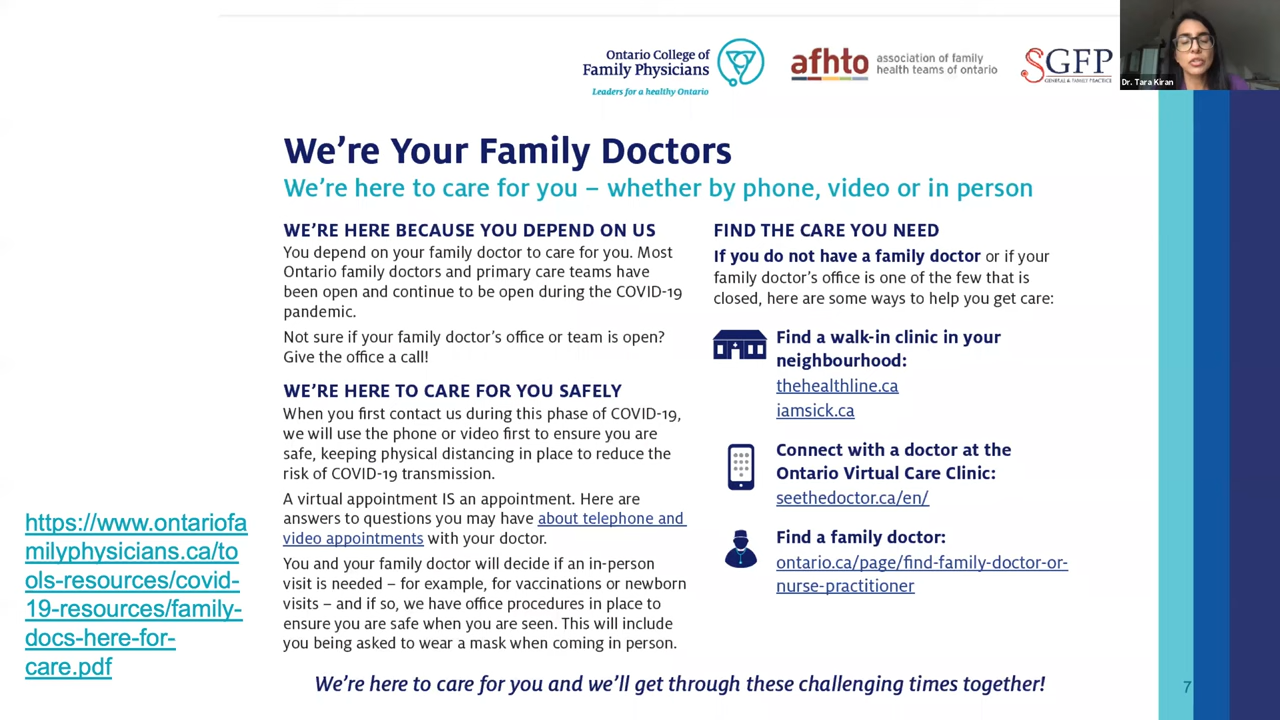 Ontario College of
Family Physicians
Leaders for a healthy Ontario
afhto
association of family
health teams of ontario
SGFP
GENERAL & FAMILY PRACTICE
Dr. Tara Kiran
We're Your Family Doctors
We're here to care for you – whether by phone, video or in person
WE'RE HERE BECAUSE YOU DEPEND ON US
You depend on your family doctor to care for you. Most
Ontario family doctors and primary care teams have
been open and continue to be open during the COVID-19
pandemic.
Not sure if your family doctor's office or team is open?
Give the office a call!
WE'RE HERE TO CARE FOR YOU SAFELY
When you first contact us during this phase of COVID-19,
we will use the phone or video first to ensure you are
safe, keeping physical distancing in place to reduce the
risk of COVID-19 transmission.
A virtual appointment IS an appointment. Here are
answers to questions you may have about telephone and
video appointments with your doctor.
You and your family doctor will decide if an in-person
visit is needed – for example, for vaccinations or newborn
visits – and if so, we have office procedures in place to
ensure you are safe when you are seen. This will include
you being asked to wear a mask when coming in person.
FIND THE CARE YOU NEED
If you do not have a family doctor or if your
family doctor's office is one of the few that is
closed, here are some ways to help you get care:
Find a walk-in clinic in your
neighbourhood:
thehealthline.ca
iamsick.ca
Connect with a doctor at the
Ontario Virtual Care Clinic:
seethedoctor.ca/en/
Find a family doctor:
ontario.ca/page/find-family-doctor-or-
nurse-practitioner
https://www.ontariofa
milyphysicians.ca/to
ols-resources/covid-
19-resources/family-
docs-here-for-
care.pdf
We're here to care for you and we'll get through these challenging times together!
7